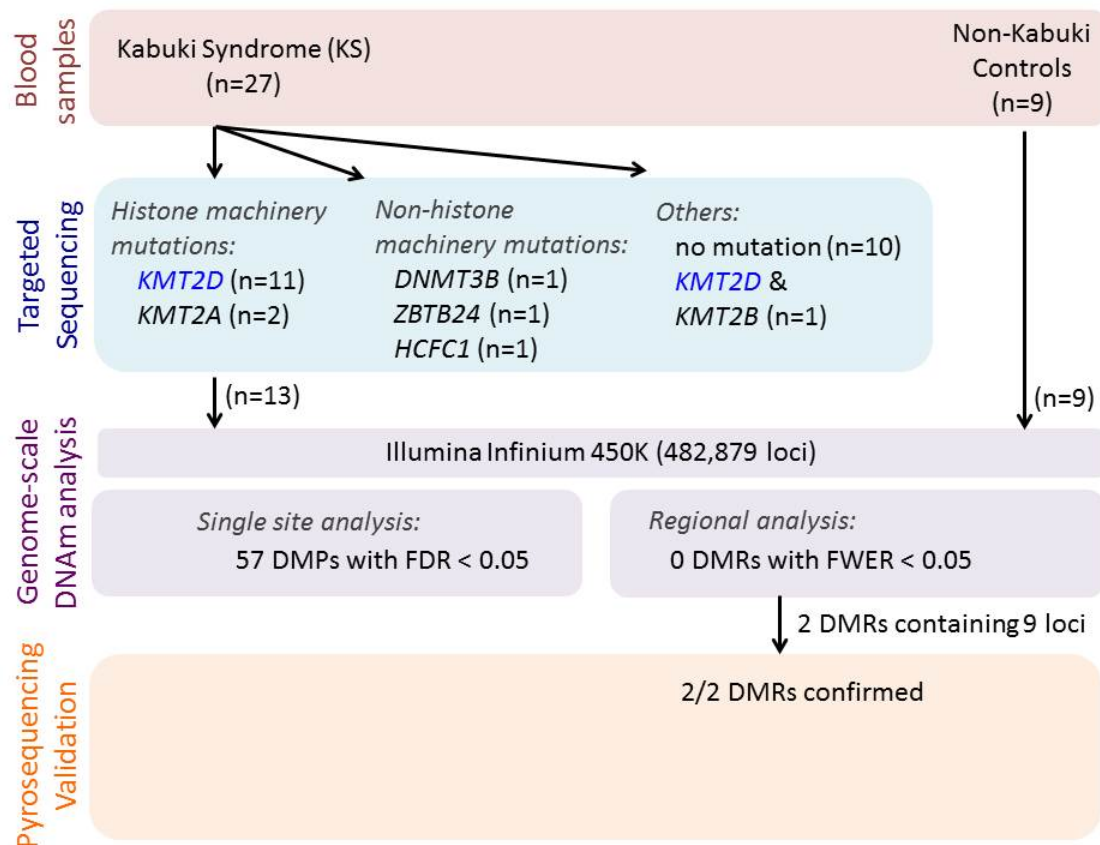 Blood
samples
Kabuki Syndrome (KS)
(n=27)
Non-Kabuki
Controls
(n=9)
Targeted
Sequencing
Histone machinery
mutations:
KMT2D (n=11)
KMT2A (n=2)
Non-histone
machinery mutations:
DNMT3B (n=1)
ZBTB24 (n=1)
HCFC1 (n=1)
Others:
no mutation (n=10)
KMT2D &
KMT2B (n=1)
(n=13)
(n=9)
Genome-scale
DNAm analysis
Illumina Infinium 450K (482,879 loci)
Single site analysis:
57 DMPs with FDR < 0.05
Regional analysis:
0 DMRs with FWER < 0.05
2 DMRs containing 9 loci
Pyrosequencing
Validation
2/2 DMRs confirmed